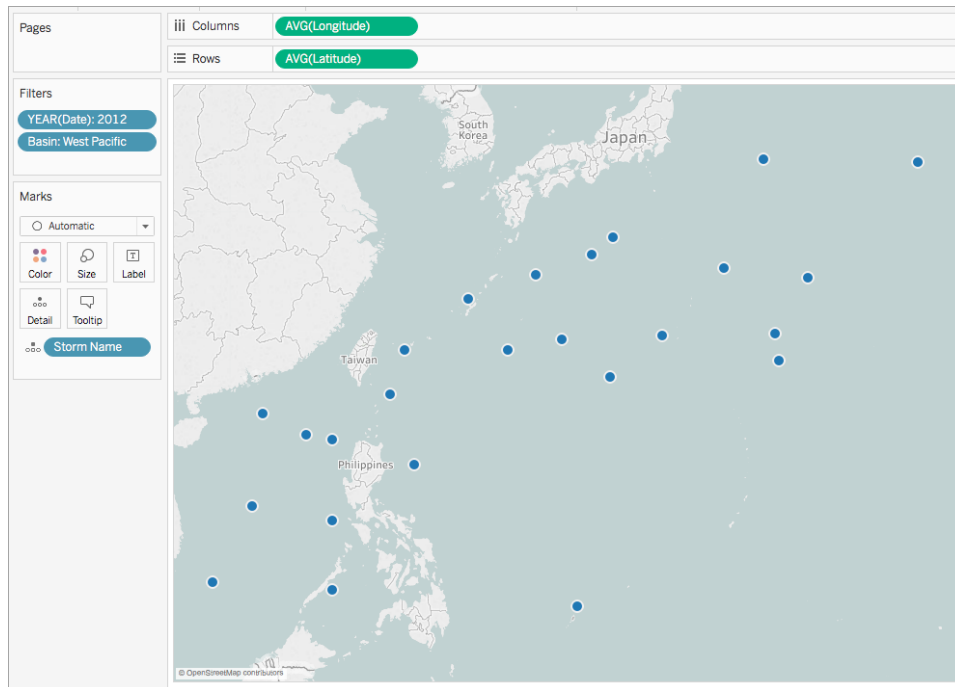 Pages
Columns
AVG(Longitude)
Rows
AVG(Latitude)
Filters
YEAR(Date): 2012
Basin: West Pacific
Marks
Automatic
Color
Size
Label
Detail
Tooltip
Storm Name
South
Korea
Japan
Taiwan
Philippines
© OpenStreetMap contributors